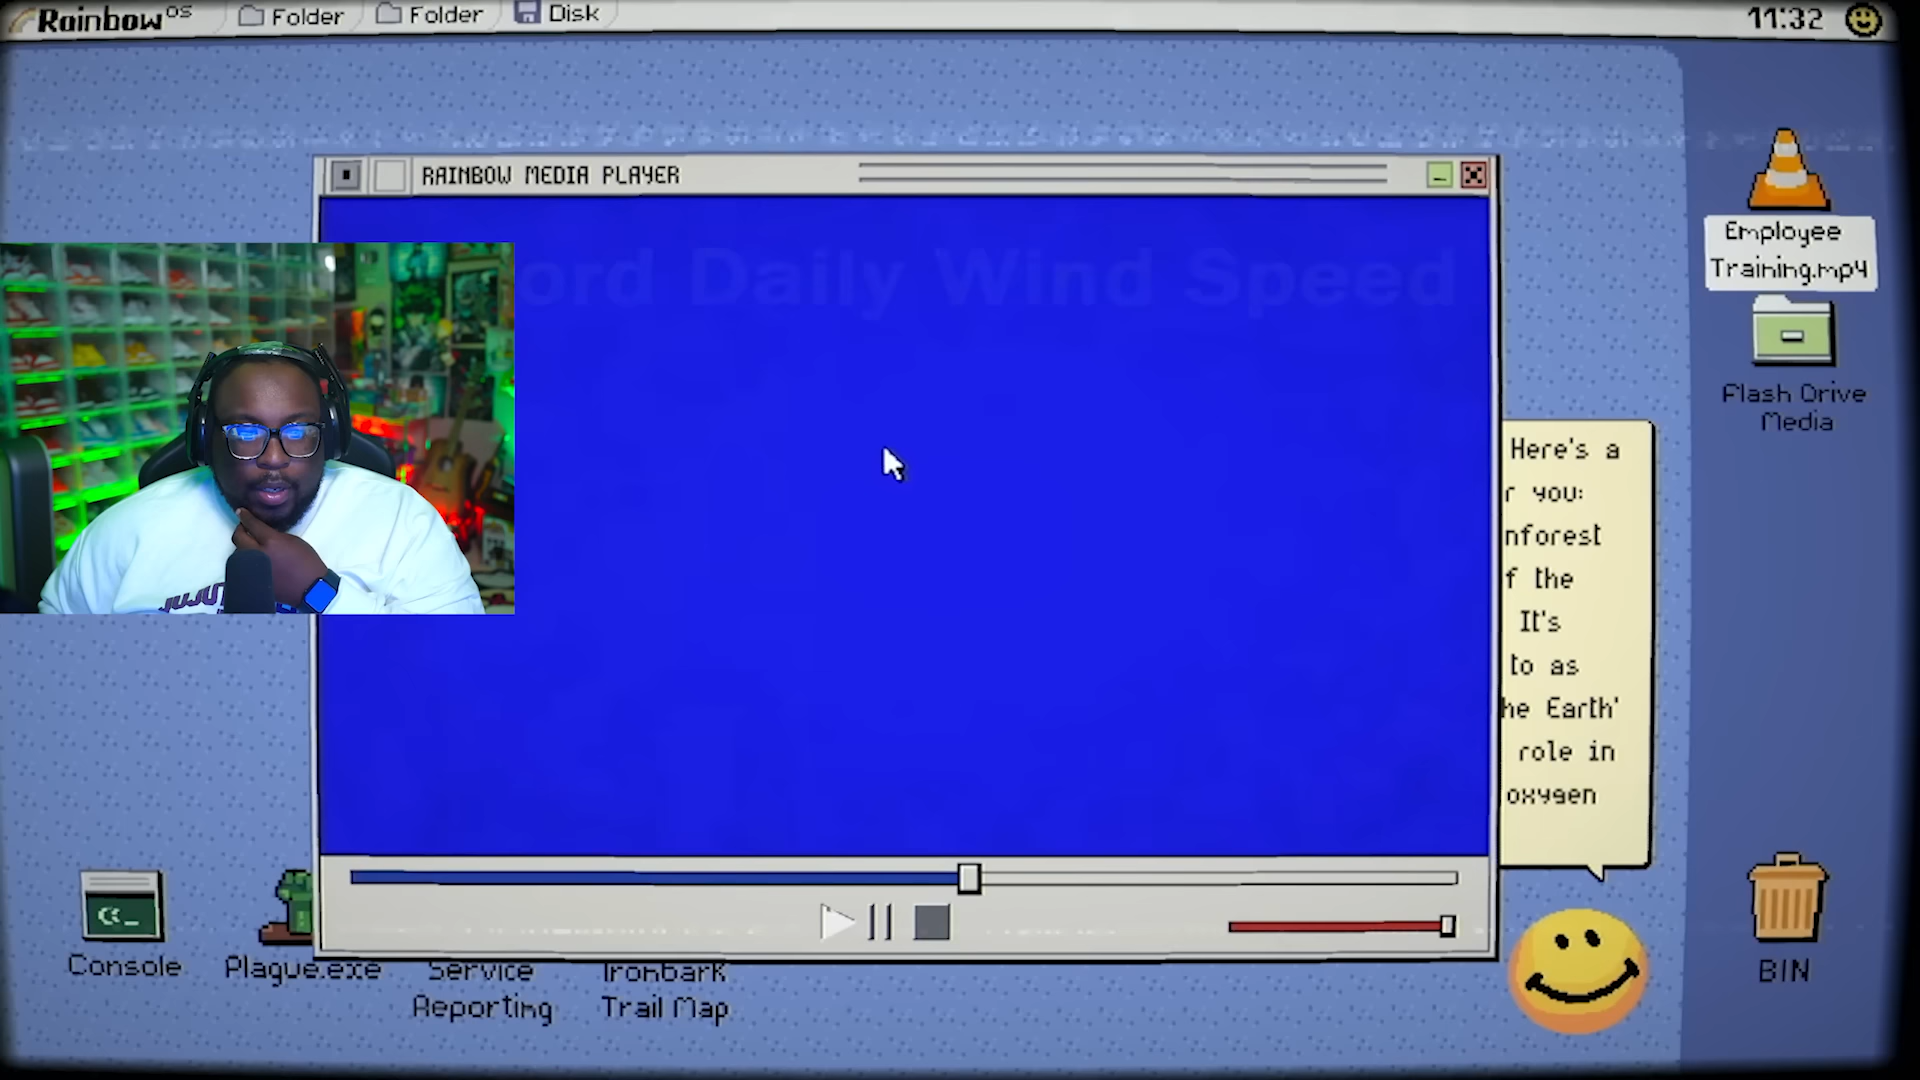 Rainbow OS
Folder
Folder
Disk
11:32
RAINBOW MEDIA PLAYER
ord Daily Wind Speed
Employee
Training.mp4
Flash Drive
Media
Here's a
r you:
nforest
f the
It's
to as
he Earth'
role in
oxygen
Console
Plague.exe
Service
Reporting
Ironbark
Trail Map
BIN